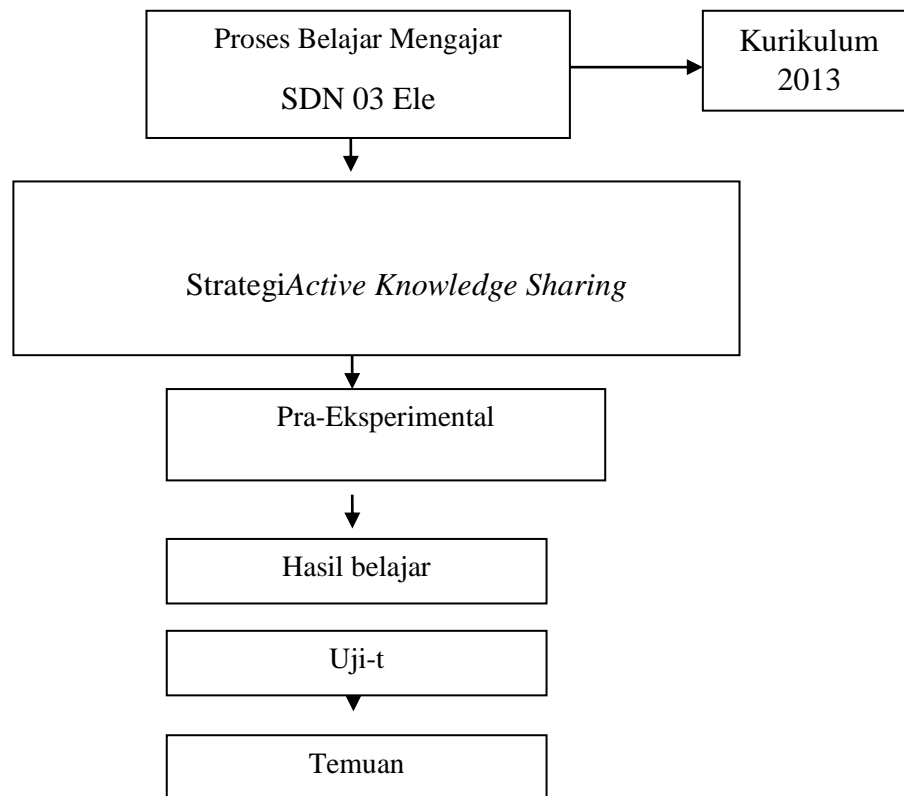 Proses Belajar Mengajar
SDN 03 Ele
Kurikulum
2013
StrategiActive Knowledge Sharing
Pra-Eksperimental
Hasil belajar
Uji-t
Temuan